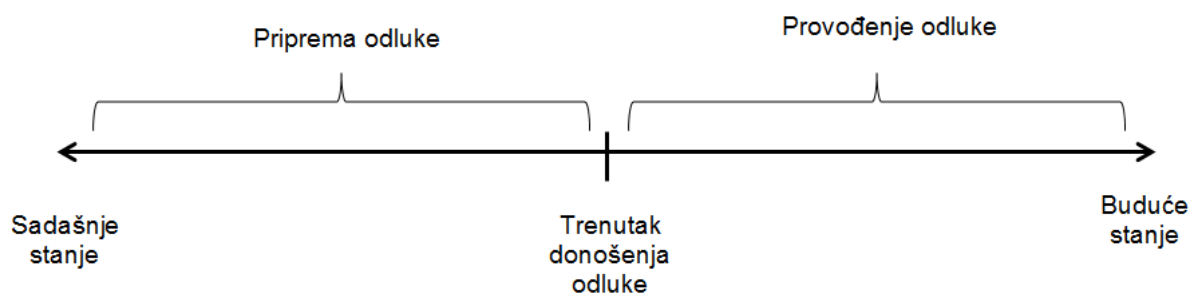 Priprema odluke
Provođenje odluke
Sadašnje
stanje
Trenutak
donošenja
odluke
Buduće
stanje